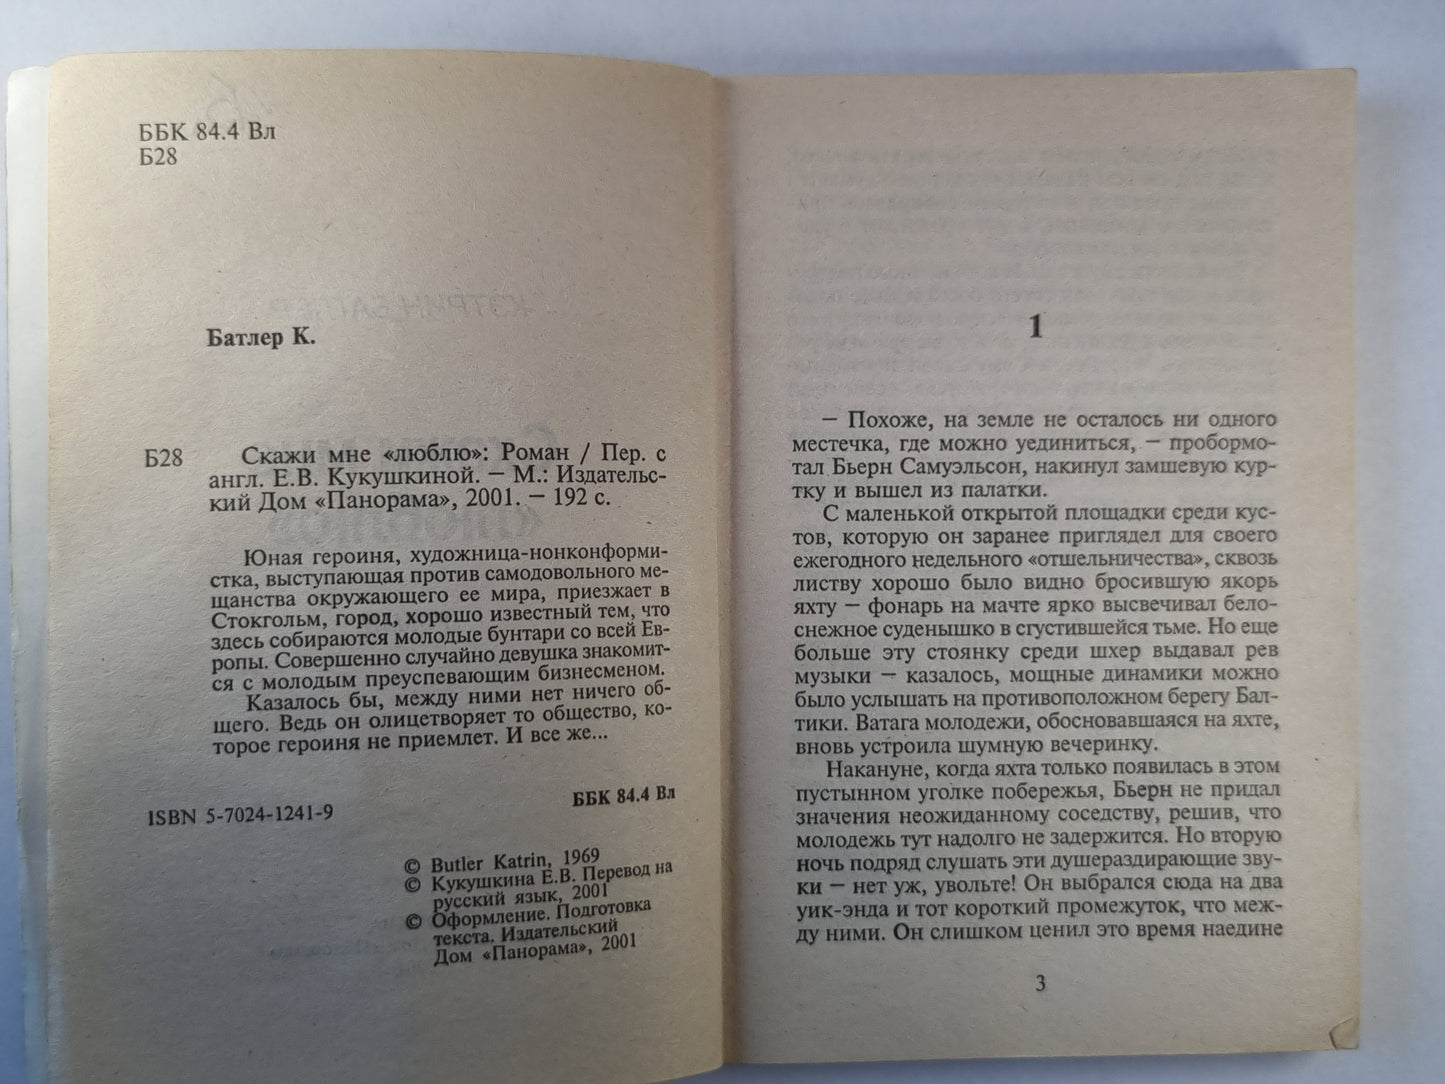 ББК 84.4 Вл
Б28
Батлер К.
Б28 Скажи мне «люблю»: Роман / Пер. с
англ. Е.В. Кукушкиной. — М.: Издатель-
ский Дом «Панорама», 2001. — 192 с.
Юная героиня, художница-нонконформи-
стка, выступающая против самодовольного ме-
щанства окружающего ее мира, приезжает в
Стокгольм, город, хорошо известный тем, что
здесь собираются молодые бунтари со всей Ев-
ропы. Совершенно случайно девушка знакомит-
ся с молодым преуспевающим бизнесменом.
Казалось бы, между ними нет ничего об-
щего. Ведь он олицетворяет то общество, ко-
торое героиня не приемлет. И все же...
ББК 84.4 Вл
ISBN 5-7024-1241-9
© Butler Katrin, 1969
© Кукушкина Е.В. Перевод на
русский язык, 2001
© Оформление. Подготовка
текста. Издательский
Дом «Панорама», 2001
1
— Похоже, на земле не осталось ни одного
местечка, где можно уединиться, — пробормо-
тал Бьерн Самуэльсон, накинул замшевую кур-
тку и вышел из палатки.
С маленькой открытой площадки среди кус-
тов, которую он заранее приглядел для своего
ежегодного недельного «отшельничества», сквозь
листву хорошо было видно бросившую якорь
яхту — фонарь на мачте ярко высвечивал бело-
снежное суденышко в сгустившейся тьме. Но еще
больше эту стоянку среди шхер выдавал рев
музыки — казалось, мощные динамики можно
было услышать на противоположном берегу Бал-
тики. Ватага молодежи, обосновавшаяся на яхте,
вновь устроила шумную вечеринку.
Накануне, когда яхта только появилась в этом
пустынном уголке побережья, Бьерн не придал
значения неожиданному соседству, решив, что
молодежь тут надолго не задержится. Но вторую
ночь подряд слушать эти душераздирающие зву-
ки — нет уж, увольте! Он выбрался сюда на два
уик-энда и тот короткий промежуток, что меж-
ду ними. Он слишком ценил это время наедине
3